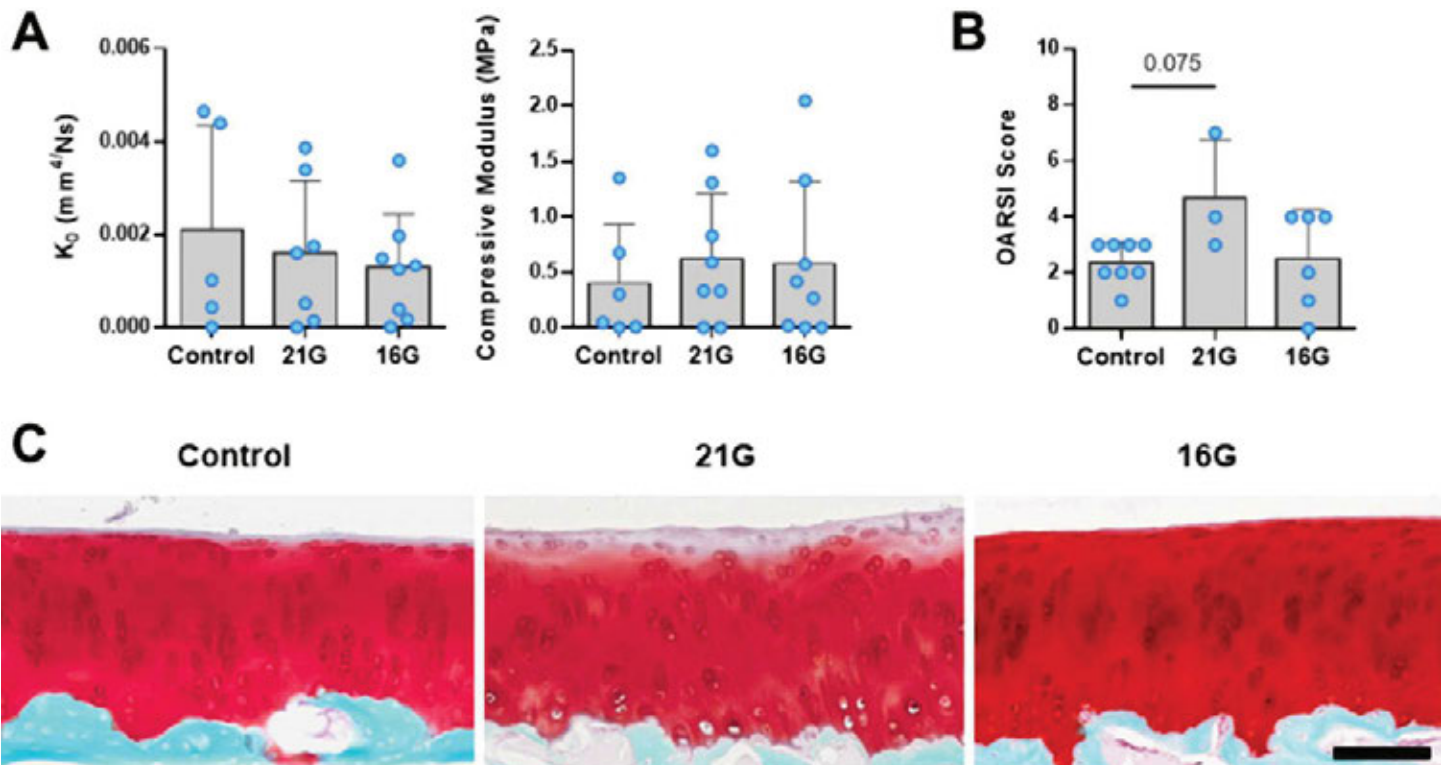 A
K0 (mm4/Ns)
0.006
0.004
0.002
0.000
Control 21G 16G
Compressive Modulus (MPa)
2.5
2.0
1.5
1.0
0.5
0.0
Control 21G 16G
B
OARSI Score
10
8
6
4
2
0
0.075
Control 21G 16G
C
Control 21G 16G